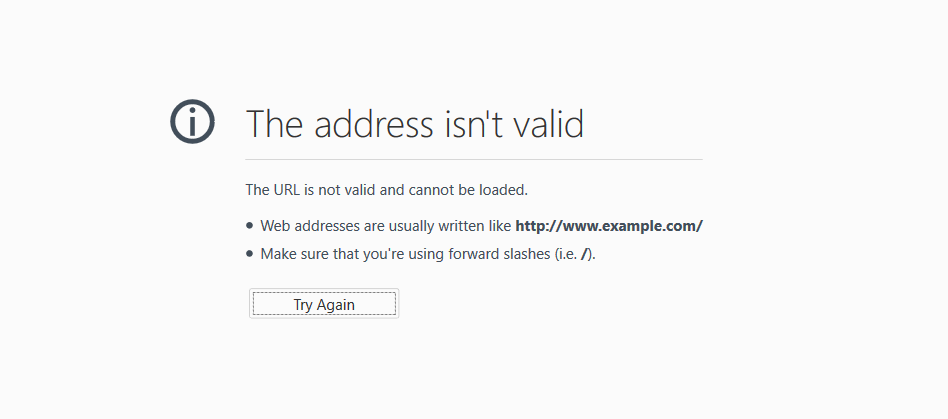 The address isn't valid
The URL is not valid and cannot be loaded.
• Web addresses are usually written like http://www.example.com/
• Make sure that you're using forward slashes (i.e. /).
Try Again